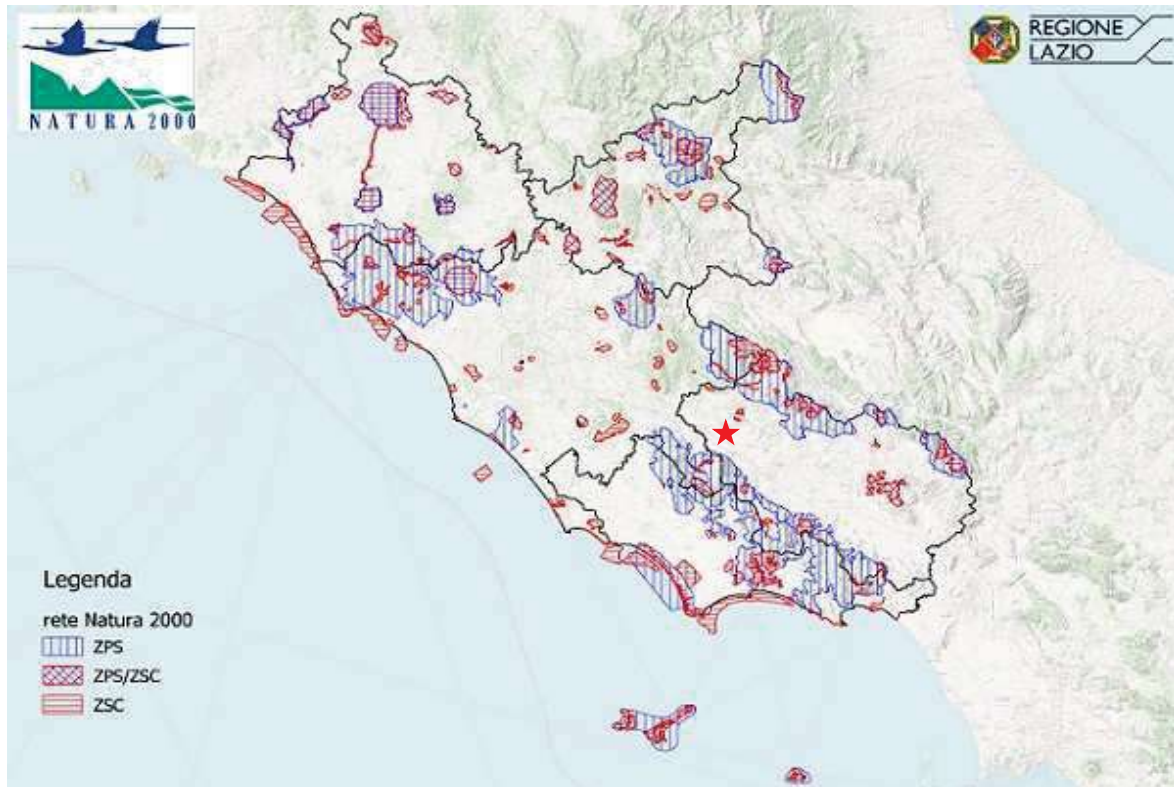 NATURA 2000
REGIONE
LAZIO
Legenda
rete Natura 2000
ZPS
ZPS/ZSC
ZSC